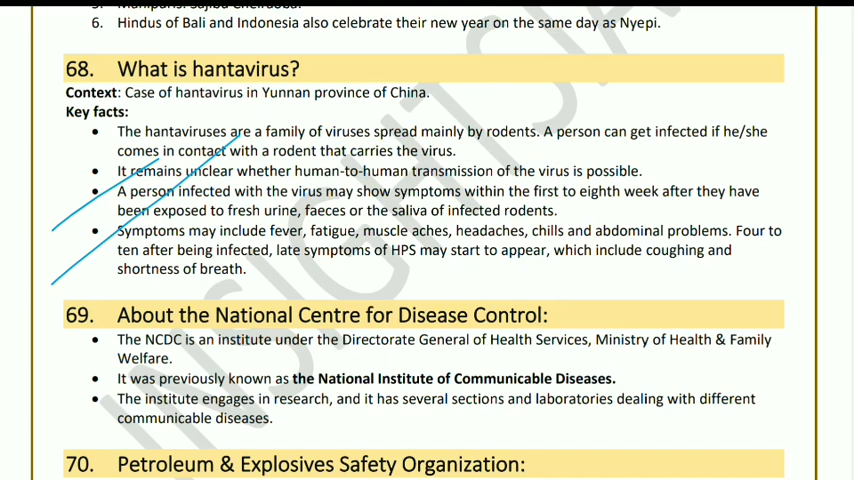 6. Hindus of Bali and Indonesia also celebrate their new year on the same day as Nyepi.
68. What is hantavirus?
Context: Case of hantavirus in Yunnan province of China.
Key facts:
• The hantaviruses are a family of viruses spread mainly by rodents. A person can get infected if he/she
comes in contact with a rodent that carries the virus.
• It remains unclear whether human-to-human transmission of the virus is possible.
• A person infected with the virus may show symptoms within the first to eighth week after they have
been exposed to fresh urine, faeces or the saliva of infected rodents.
• Symptoms may include fever, fatigue, muscle aches, headaches, chills and abdominal problems. Four to
ten after being infected, late symptoms of HPS may start to appear, which include coughing and
shortness of breath.
69. About the National Centre for Disease Control:
• The NCDC is an institute under the Directorate General of Health Services, Ministry of Health & Family
Welfare.
• It was previously known as the National Institute of Communicable Diseases.
• The institute engages in research, and it has several sections and laboratories dealing with different
communicable diseases.
70. Petroleum & Explosives Safety Organization:
INSIGHTSIA